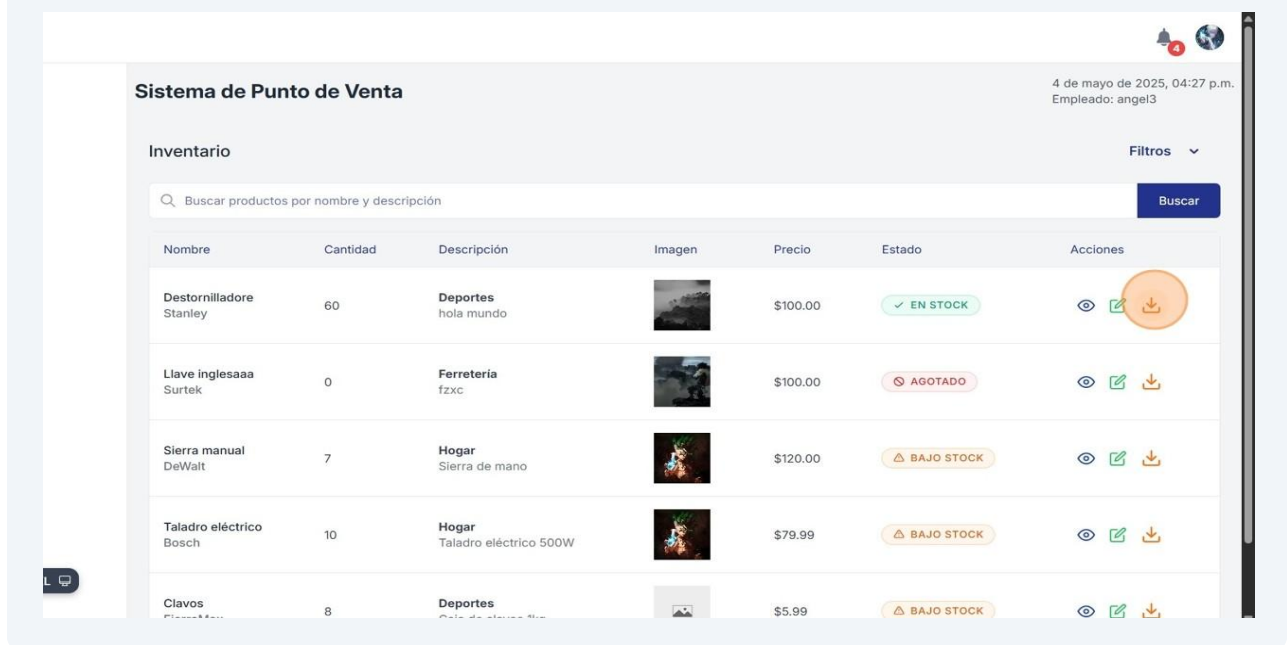 4
Sistema de Punto de Venta
4 de mayo de 2025, 04:27 p.m.
Empleado: angel3
Inventario
Filtros
Buscar productos por nombre y descripción
Buscar
Nombre Cantidad Descripción Imagen Precio Estado Acciones
Destornilladore
Stanley
60
Deportes
hola mundo
$100.00
EN STOCK
Llave inglesaaa
Surtek
0
Ferretería
fzxc
$100.00
AGOTADO
Sierra manual
DeWalt
7
Hogar
Sierra de mano
$120.00
BAJO STOCK
Taladro eléctrico
Bosch
10
Hogar
Taladro eléctrico 500W
$79.99
BAJO STOCK
L
Clavos
8
Deportes
$5.99
BAJO STOCK